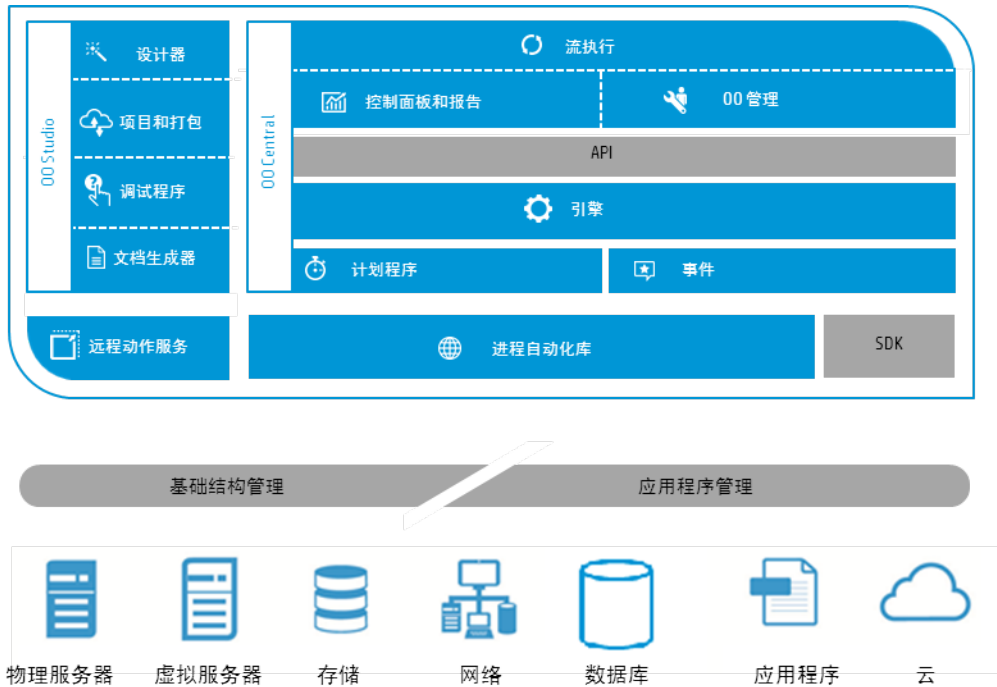 OO Studio
设计器
项目和打包
调试程序
文档生成器
远程动作服务
OO Central
流执行
控制面板和报告
OO 管理
API
引擎
计划程序
事件
进程自动化库
SDK
基础结构管理
应用程序管理
物理服务器
虚拟服务器
存储
网络
数据库
应用程序
云